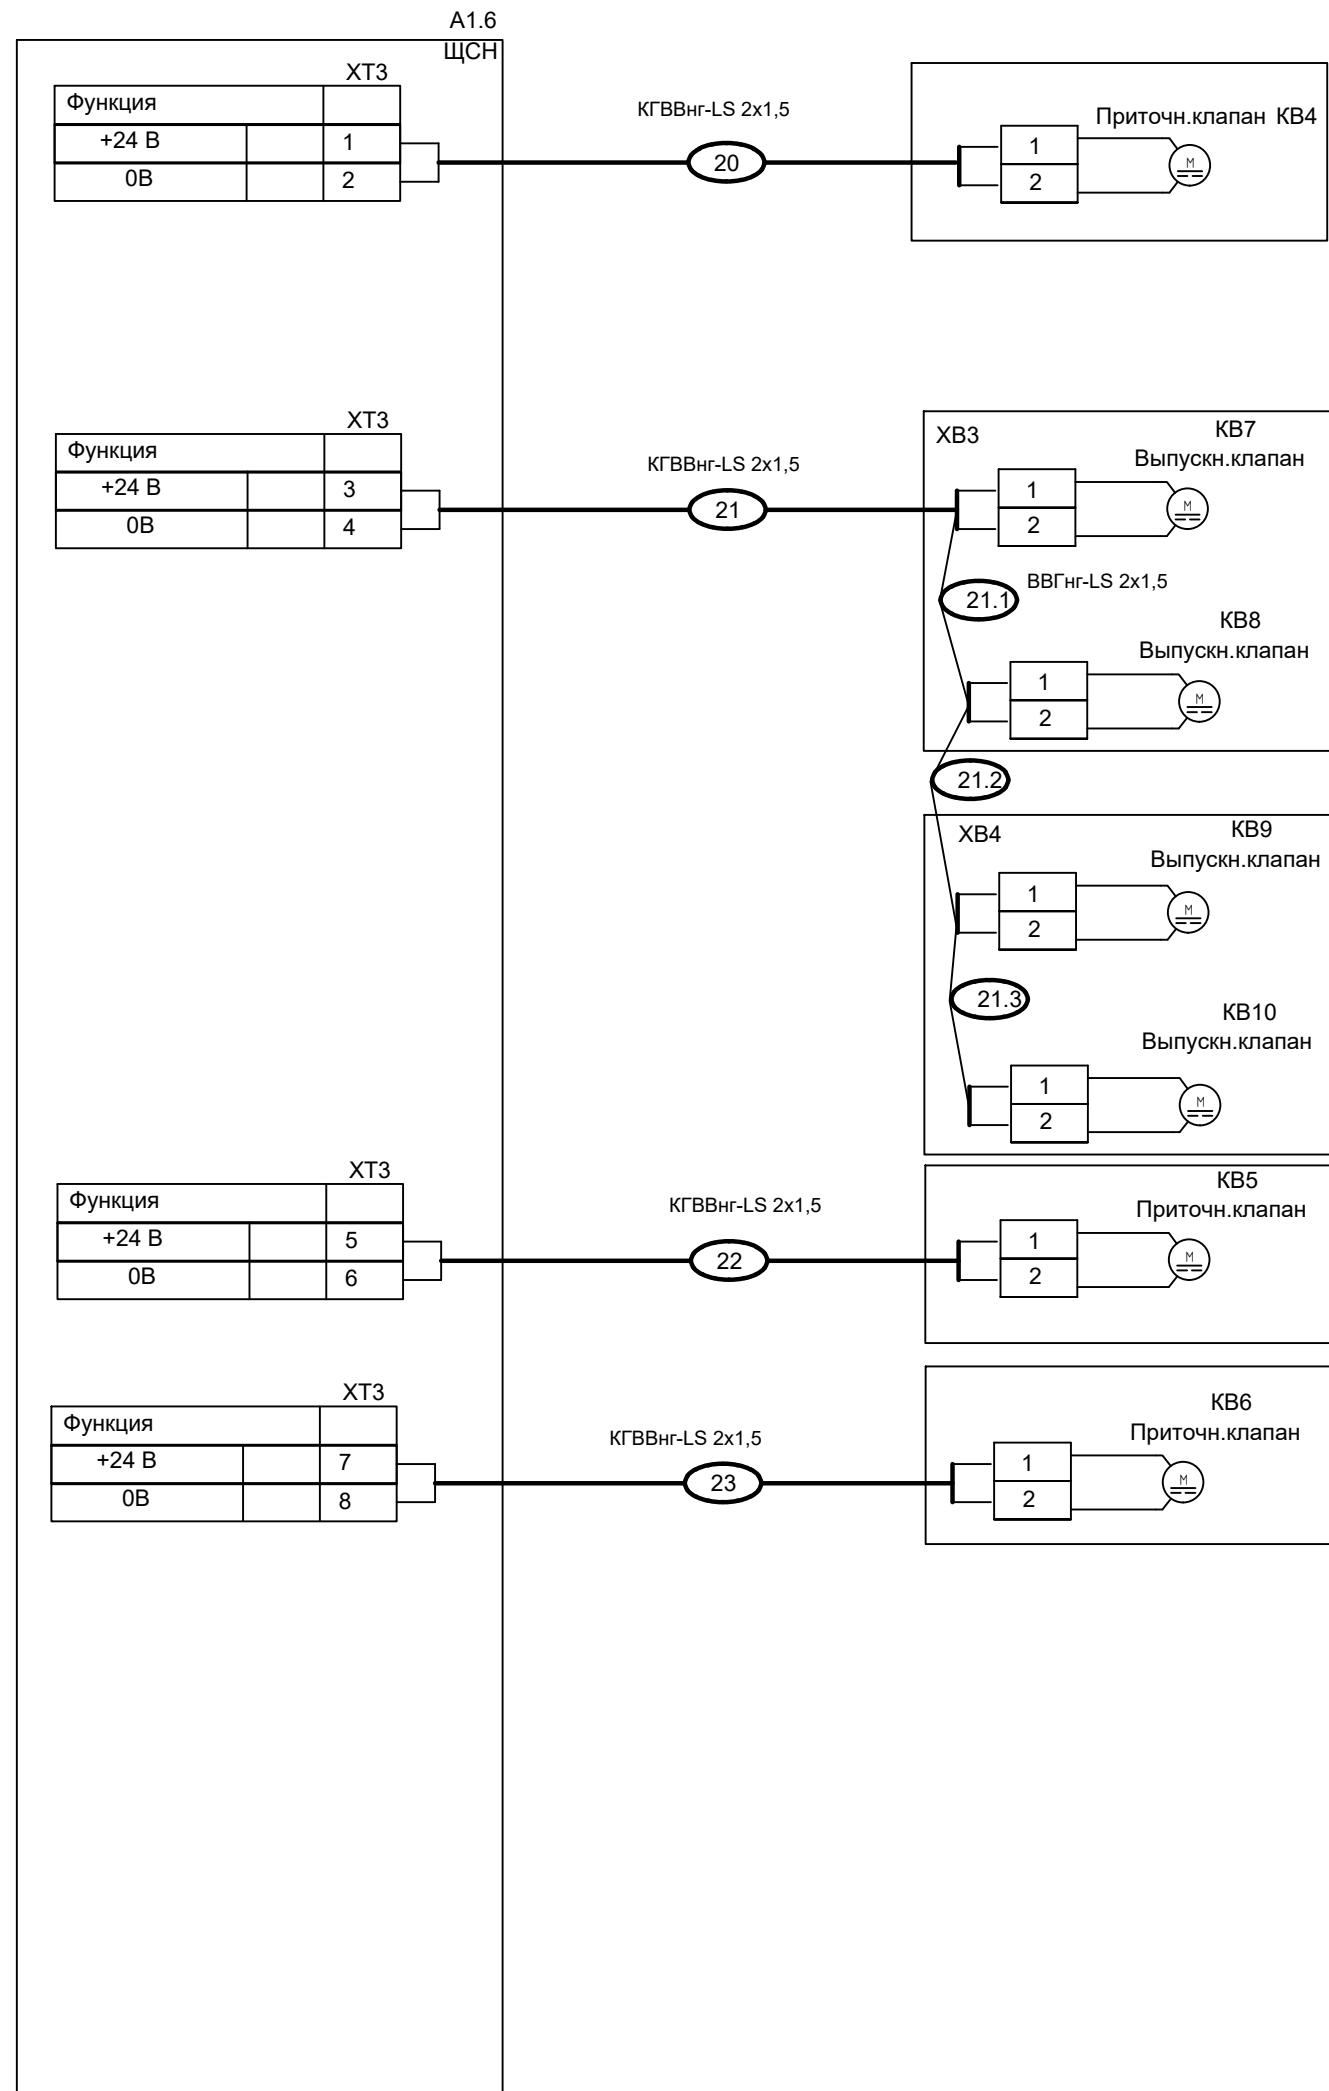 А1.6
ЩСН
ХТ3
Функция
+24 В 1
0В 2
КГВВнг-LS 2х1,5
20
Приточн.клапан КВ4
1
2
М
ХТ3
Функция
+24 В 3
0В 4
КГВВнг-LS 2х1,5
21
ХВ3
КВ7
Выпускн.клапан
1
2
М
21.1
ВВГнг-LS 2х1,5
КВ8
Выпускн.клапан
1
2
М
21.2
ХВ4
КВ9
Выпускн.клапан
1
2
М
21.3
КВ10
Выпускн.клапан
1
2
М
ХТ3
Функция
+24 В 5
0В 6
КГВВнг-LS 2х1,5
22
КВ5
Приточн.клапан
1
2
М
ХТ3
Функция
+24 В 7
0В 8
КГВВнг-LS 2х1,5
23
КВ6
Приточн.клапан
1
2
М